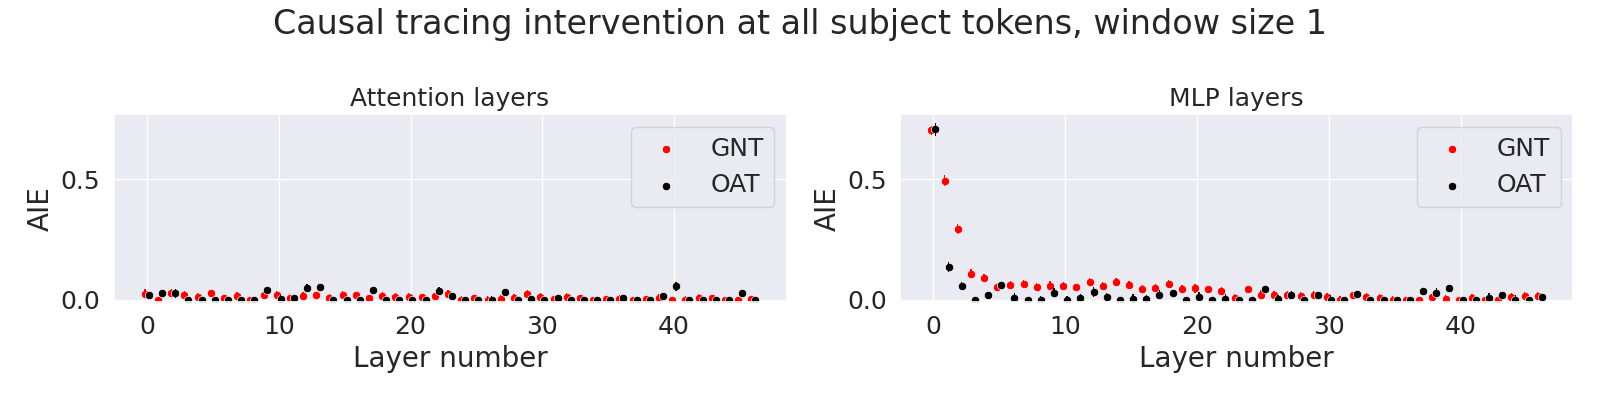 Causal tracing intervention at all subject tokens, window size 1
Attention layers
AIE
0.5
0.0
GNT
OAT
0 10 20 30 40
Layer number
MLP layers
AIE
0.5
0.0
GNT
OAT
0 10 20 30 40
Layer number